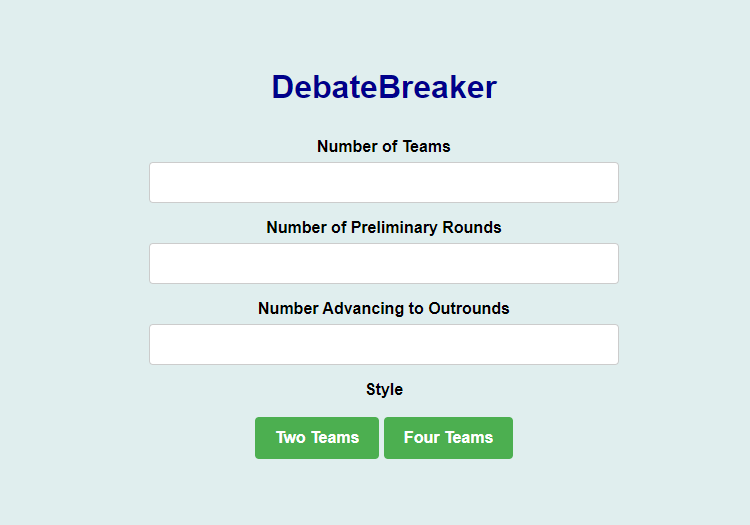 DebateBreaker
Number of Teams
Number of Preliminary Rounds
Number Advancing to Outrounds
Style
Two Teams Four Teams